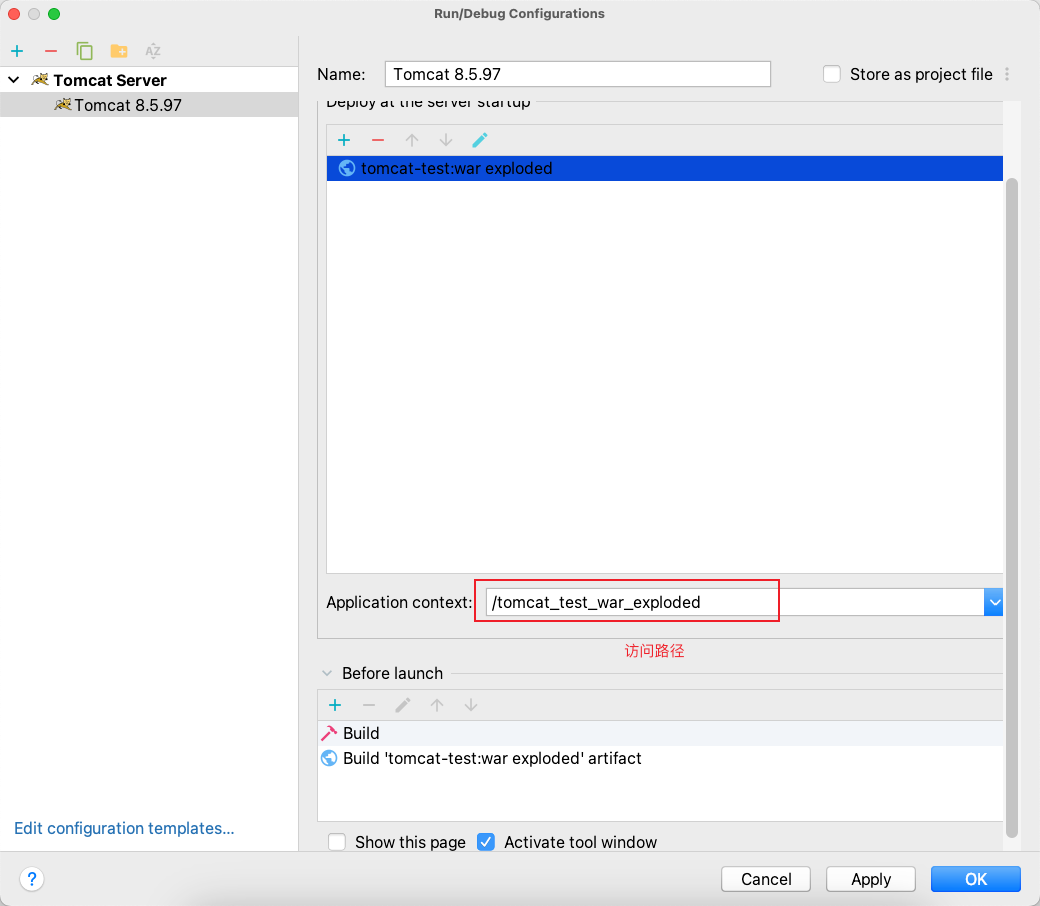 Run/Debug Configurations
Name: Tomcat 8.5.97 Store as project file
Tomcat Server
Tomcat 8.5.97
Deploy at the server startup
tomcat-test:war exploded
Application context: /tomcat_test_war_exploded
访问路径
Before launch
Build
Build 'tomcat-test:war exploded' artifact
Edit configuration templates...
Show this page Activate tool window
? Cancel Apply OK